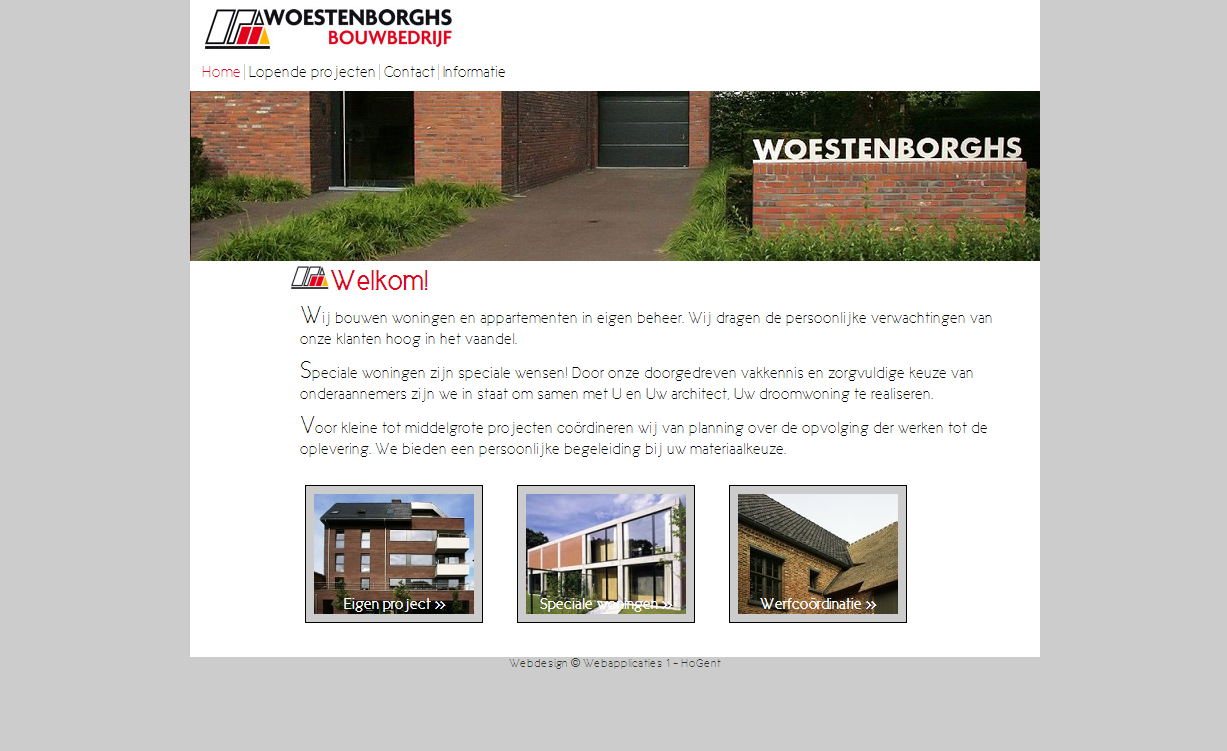 WOESTENBORGHS
BOUWBEDRIJF
Home Lopende projecten Contact Informatie
WOESTENBORGHS
Welkom!
Wij bouwen woningen en appartementen in eigen beheer. Wij dragen de persoonlijke verwachtingen van
onze klanten hoog in het vaandel.
Speciale woningen zijn speciale wensen! Door onze doorgedreven vakkennis en zorgvuldige keuze van
onderaannemers zijn we in staat om samen met U en Uw architect, Uw droomwoning te realiseren.
Voor kleine tot middelgrote projecten coördineren wij van planning over de opvolging der werken tot de
oplevering. We bieden een persoonlijke begeleiding bij uw materiaalkeuze.
Eigen project » Speciale woningen » Werfcoördinatie »
Webdesign © Webapplicaties 1 - HoGent